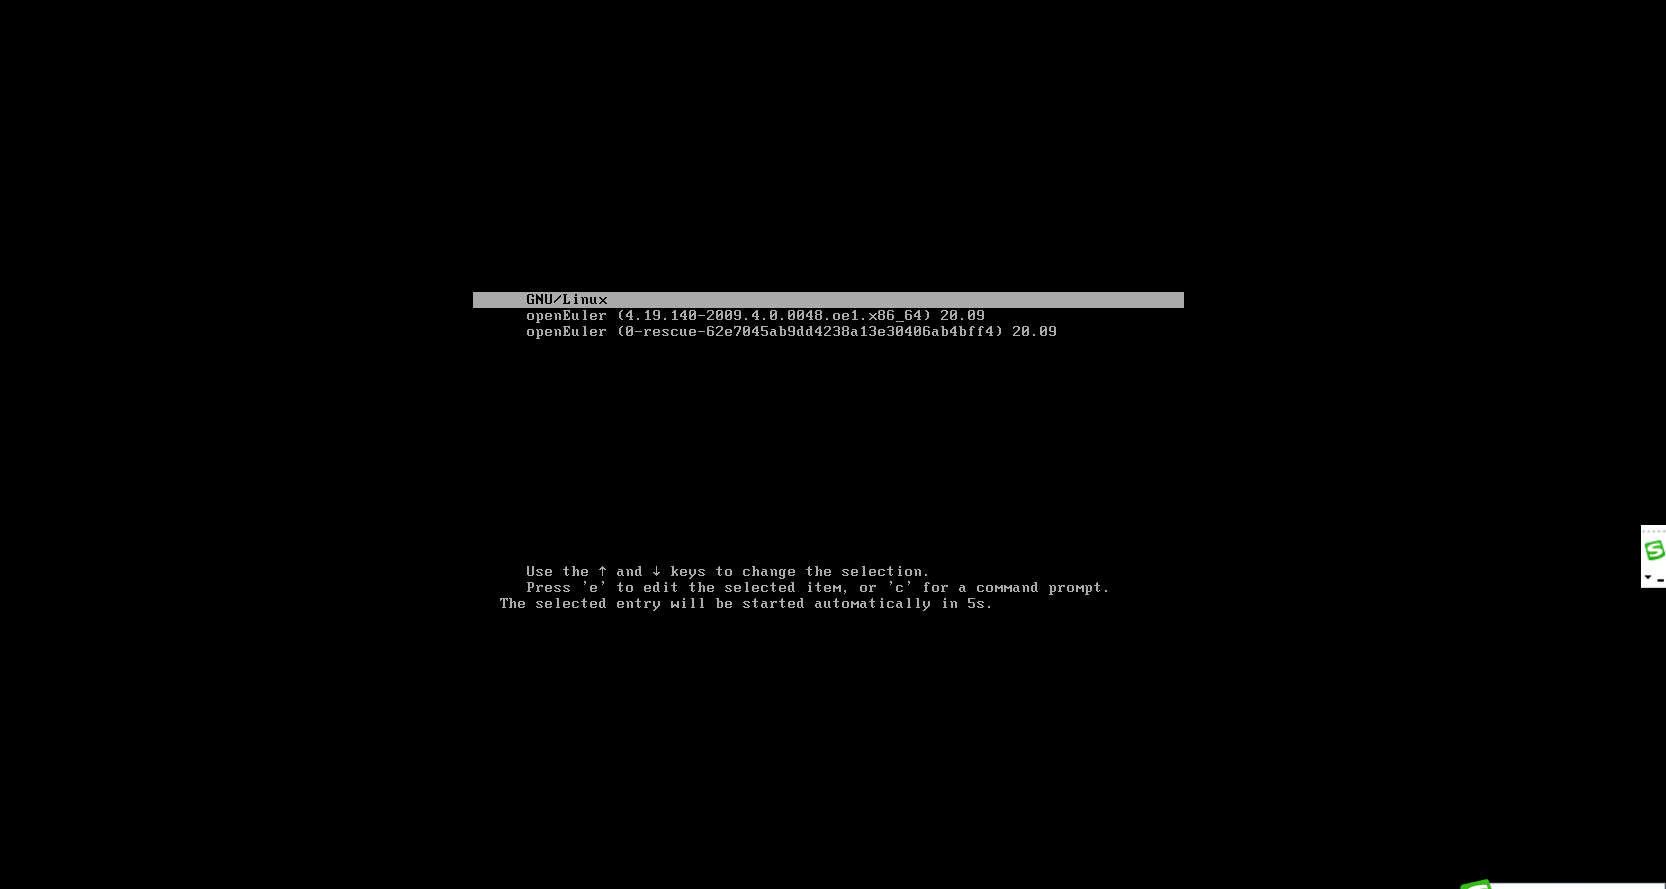 GNU/Linux
openEuler (4.19.140-2009.4.0.0048.oe1.x86_64) 20.09
openEuler (0-rescue-62e7045ab9dd4238a13e30406ab4bff4) 20.09
Use the ↑ and ↓ keys to change the selection.
Press 'e' to edit the selected item, or 'c' for a command prompt.
The selected entry will be started automatically in 5s.